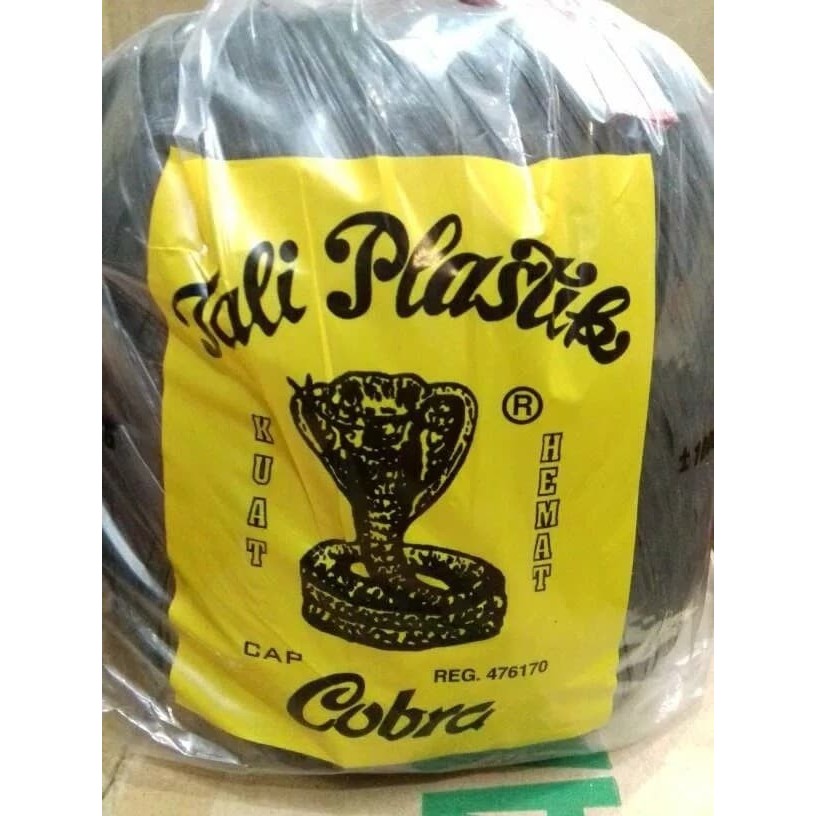 Tali Plastik
®
KUAT
HEMAT
CAP
REG. 476170
Cobra